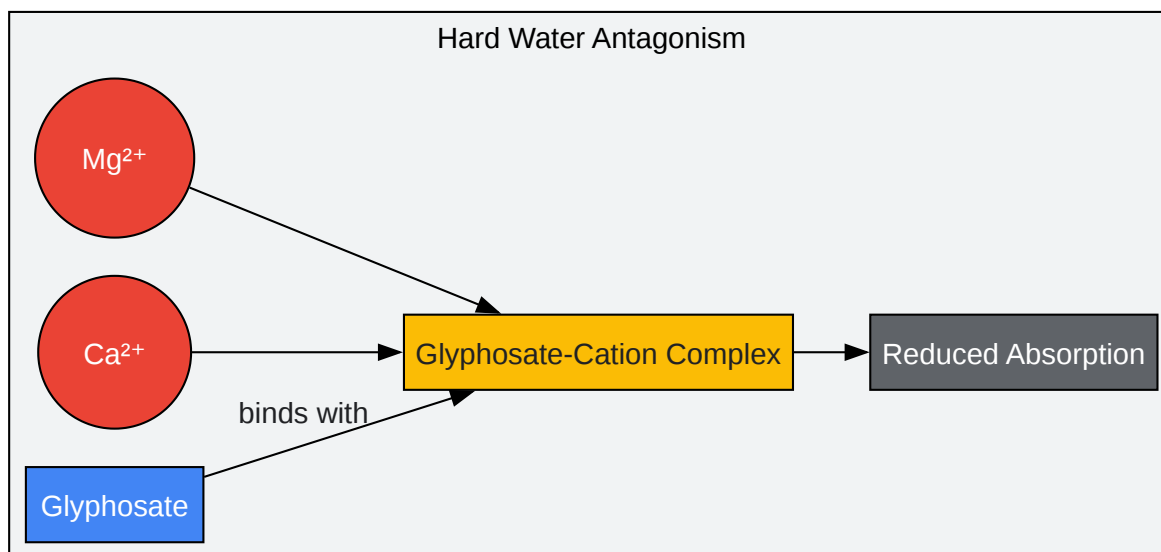 Hard Water Antagonism
Mg²⁺
Ca²⁺
Glyphosate-Cation Complex
Reduced Absorption
binds with
Glyphosate